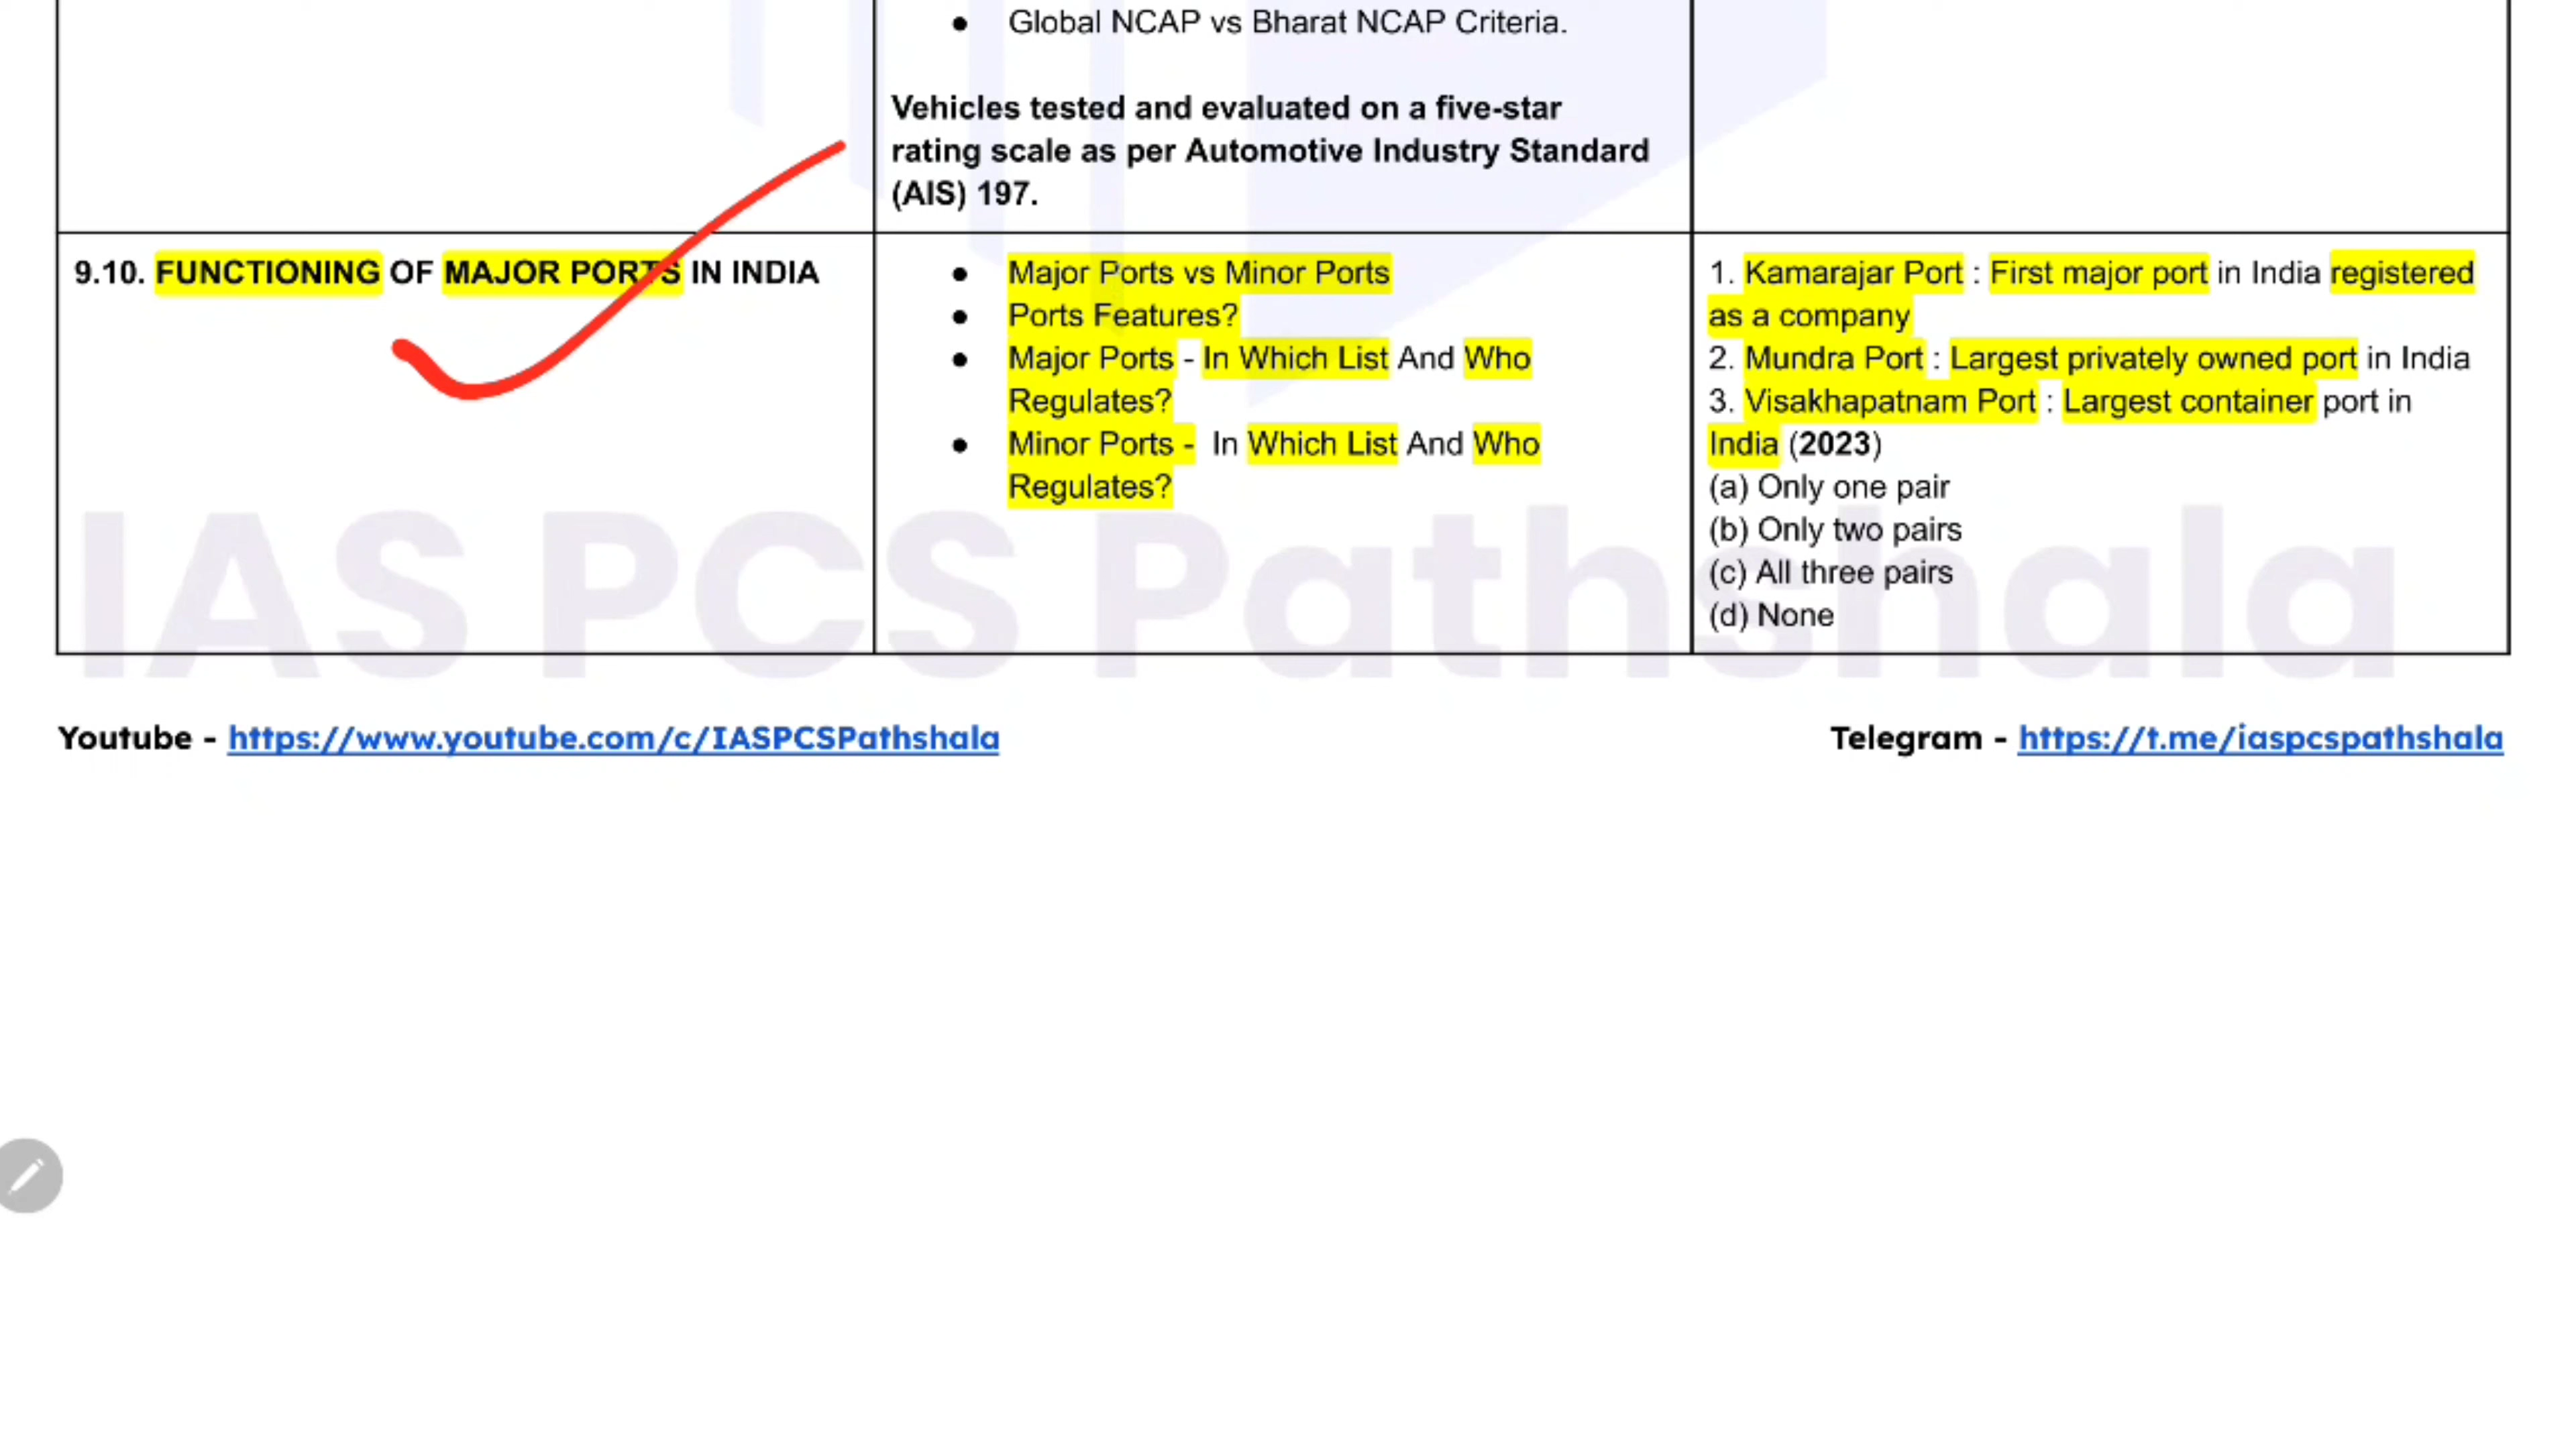 ● Global NCAP vs Bharat NCAP Criteria.
Vehicles tested and evaluated on a five-star
rating scale as per Automotive Industry Standard
(AIS) 197.
9.10. FUNCTIONING OF MAJOR PORTS IN INDIA
● Major Ports vs Minor Ports
● Ports Features?
● Major Ports - In Which List And Who
Regulates?
● Minor Ports - In Which List And Who
Regulates?
1. Kamarajar Port : First major port in India registered
as a company
2. Mundra Port : Largest privately owned port in India
3. Visakhapatnam Port : Largest container port in
India (2023)
(a) Only one pair
(b) Only two pairs
(c) All three pairs
(d) None
IAS PCS Pathshala
Youtube - https://www.youtube.com/c/IASPCSPathshala
Telegram - https://t.me/iaspcspathshala